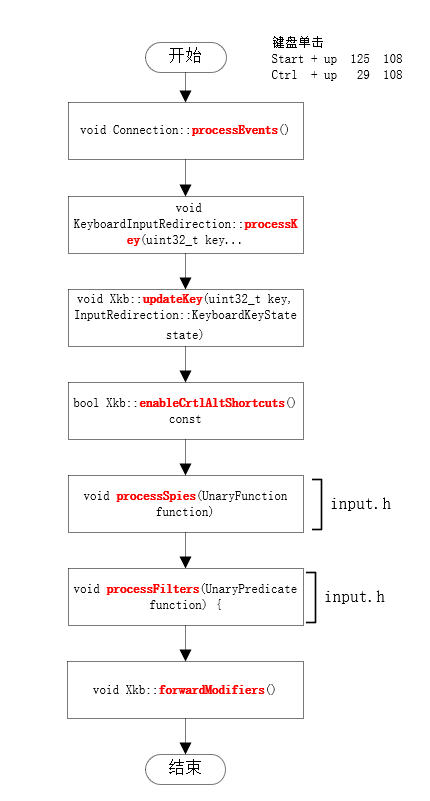 开始
键盘单击
Start + up 125 108
Ctrl + up 29 108
void Connection::processEvents()
void
KeyboardInputRedirection::processK
ey(uint32_t key...
void Xkb::updateKey(uint32_t key,
InputRedirection::KeyboardKeyState
state)
bool Xkb::enableCrtlAltShortcuts()
const
void processSpies(UnaryFunction
function)
input.h
void processFilters(UnaryPredicate
function) {
input.h
void Xkb::forwardModifiers()
结束